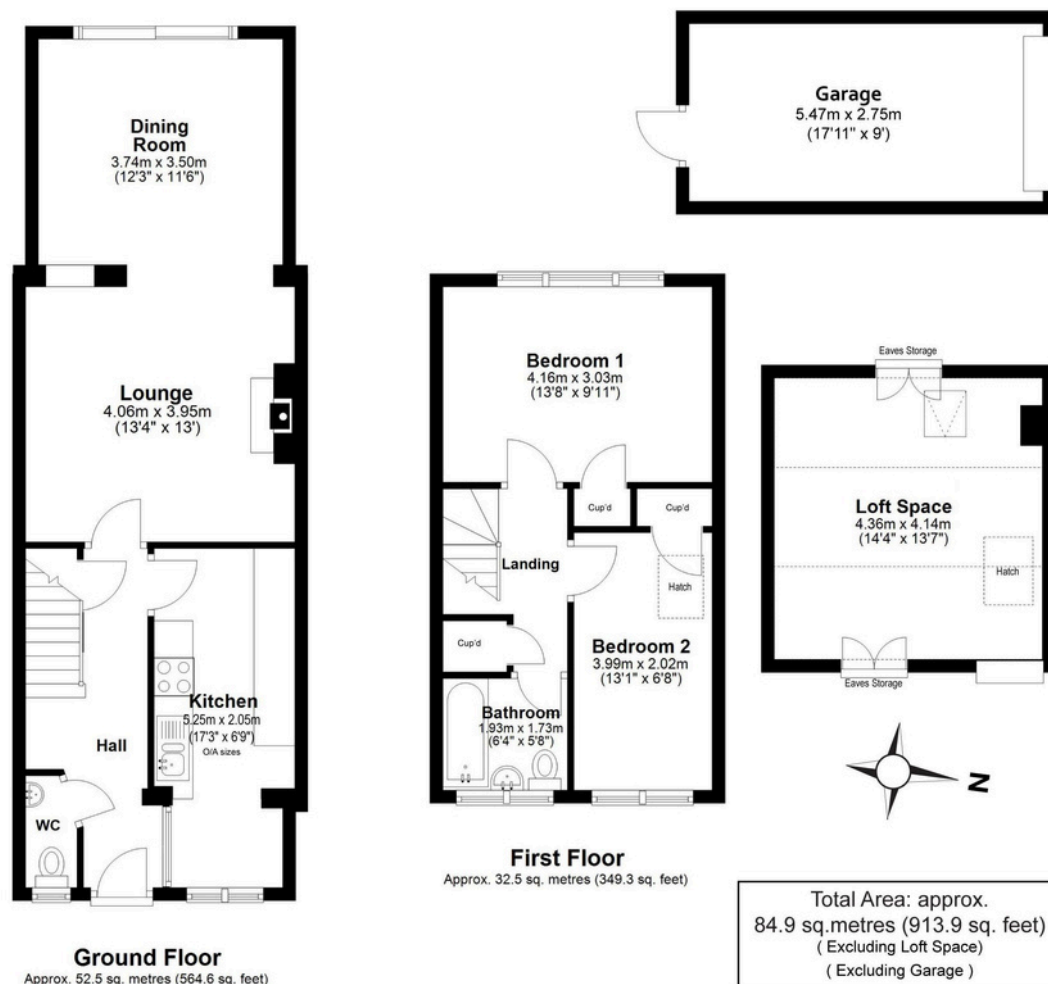 Dining
Room
3.74m x 3.50m
(12'3" x 11'6")
Lounge
4.06m x 3.95m
(13'4" x 13')
Kitchen
5.25m x 2.05m
(17'3" x 6'9")
O/A sizes
Hall
WC
Ground Floor
Approx. 52.5 sq. metres (564.6 sq. feet)
Garage
5.47m x 2.75m
(17'11" x 9')
Bedroom 1
4.16m x 3.03m
(13'8" x 9'11")
Cup'd
Cup'd
Landing
Hatch
Cup'd
Bedroom 2
3.99m x 2.02m
(13'1" x 6'8")
Bathroom
1.93m x 1.73m
(6'4" x 5'8")
First Floor
Approx. 32.5 sq. metres (349.3 sq. feet)
Eaves Storage
Loft Space
4.36m x 4.14m
(14'4" x 13'7")
Hatch
Eaves Storage
N
Total Area: approx.
84.9 sq.metres (913.9 sq. feet)
( Excluding Loft Space)
( Excluding Garage )